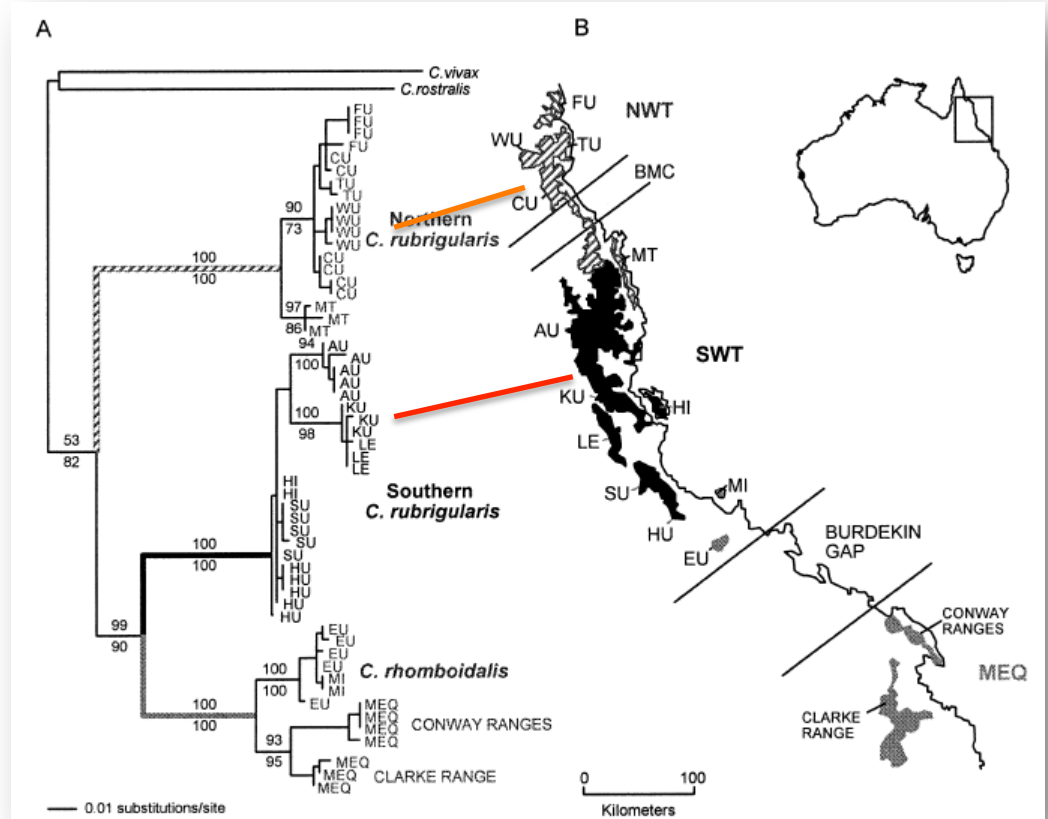 A
B
C.vivax
C.rostralis
FU
FU
FU
FU
CU
CU
TU
TU
WU
WU
WU
WU
CU
CU
CU
CU
90
73
Northern
C. rubrigularis
100
100
97
86
MT
MT
MT
94
100
AU
AU
AU
AU
AU
KU
KU
KU
LE
LE
LE
100
98
53
82
HI
HI
SU
SU
SU
SU
SU
HU
HU
HU
HU
HU
Southern
C. rubrigularis
100
100
99
90
EU
EU
EU
EU
MI
MI
EU
100
100
C. rhomboidalis
100
100
MEQ
MEQ
MEQ
MEQ
CONWAY RANGES
93
95
MEQ
MEQ
MEQ
CLARKE RANGE
0.01 substitutions/site
FU
NWT
WU
TU
BMC
CU
MT
AU
SWT
KU
HI
LE
SU
MI
HU
EU
BURDEKIN
GAP
CONWAY
RANGES
MEQ
CLARKE
RANGE
0
100
Kilometers